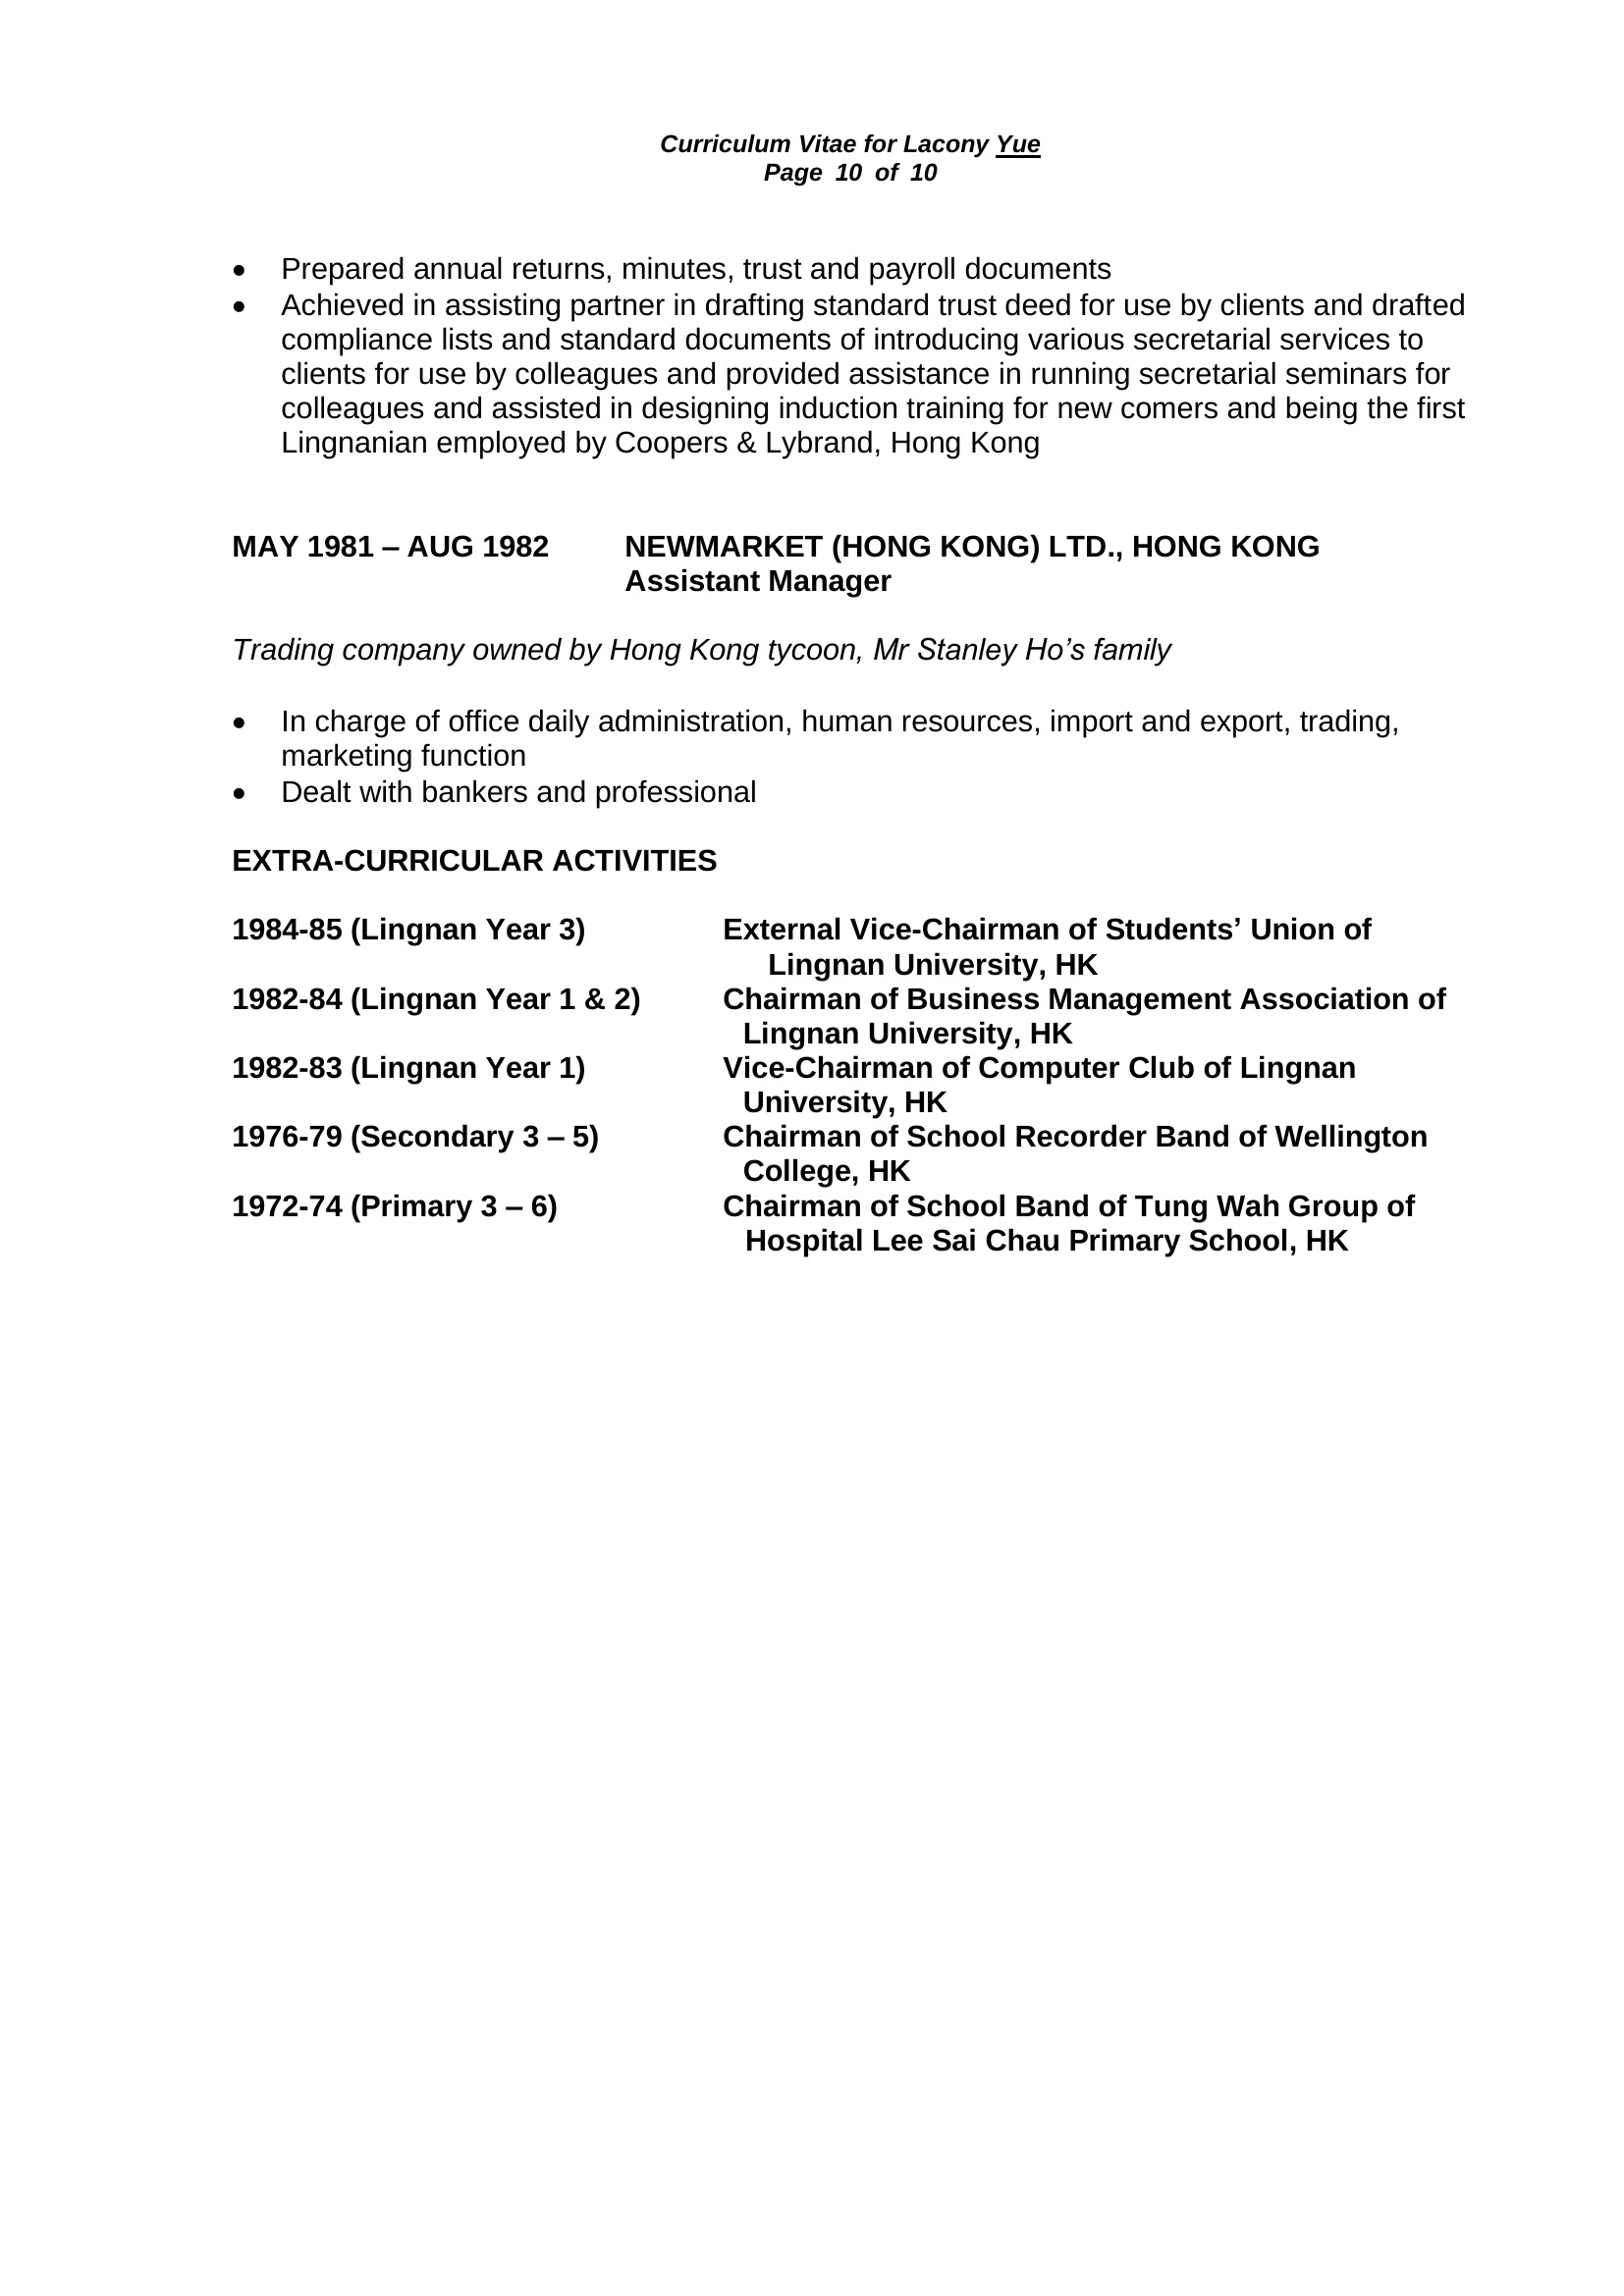 Curriculum Vitae for Lacony Yue
Page 10 of 10
• Prepared annual returns, minutes, trust and payroll documents
• Achieved in assisting partner in drafting standard trust deed for use by clients and drafted
compliance lists and standard documents of introducing various secretarial services to
clients for use by colleagues and provided assistance in running secretarial seminars for
colleagues and assisted in designing induction training for new comers and being the first
Lingnanian employed by Coopers & Lybrand, Hong Kong
MAY 1981 – AUG 1982 NEWMARKET (HONG KONG) LTD., HONG KONG
Assistant Manager
Trading company owned by Hong Kong tycoon, Mr Stanley Ho’s family
• In charge of office daily administration, human resources, import and export, trading,
marketing function
• Dealt with bankers and professional
EXTRA-CURRICULAR ACTIVITIES
1984-85 (Lingnan Year 3) External Vice-Chairman of Students’ Union of
Lingnan University, HK
1982-84 (Lingnan Year 1 & 2) Chairman of Business Management Association of
Lingnan University, HK
1982-83 (Lingnan Year 1) Vice-Chairman of Computer Club of Lingnan
University, HK
1976-79 (Secondary 3 – 5) Chairman of School Recorder Band of Wellington
College, HK
1972-74 (Primary 3 – 6) Chairman of School Band of Tung Wah Group of
Hospital Lee Sai Chau Primary School, HK